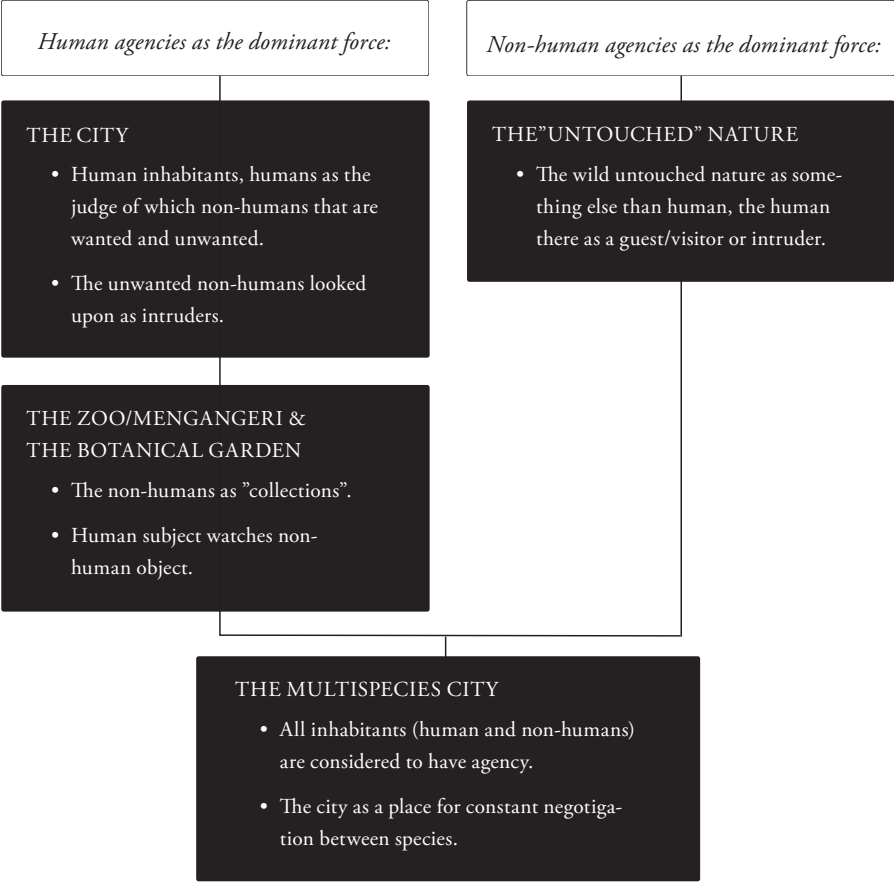 Human agencies as the dominant force:
THE CITY
• Human inhabitants, humans as the
judge of which non-humans that are
wanted and unwanted.
• The unwanted non-humans looked
upon as intruders.
THE ZOO/MENGANGERI &
THE BOTANICAL GARDEN
• The non-humans as ”collections”.
• Human subject watches non-
human object.
Non-human agencies as the dominant force:
THE”UNTOUCHED” NATURE
• The wild untouched nature as some-
thing else than human, the human
there as a guest/visitor or intruder.
THE MULTISPECIES CITY
• All inhabitants (human and non-humans)
are considered to have agency.
• The city as a place for constant negotiga-
tion between species.